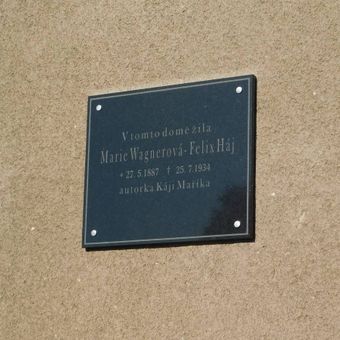 V tomto domě žila
Marie Wagnerová - Felix Háj
* 27. 5. 1887 † 25. 7. 1934
autorka Káji Maříka